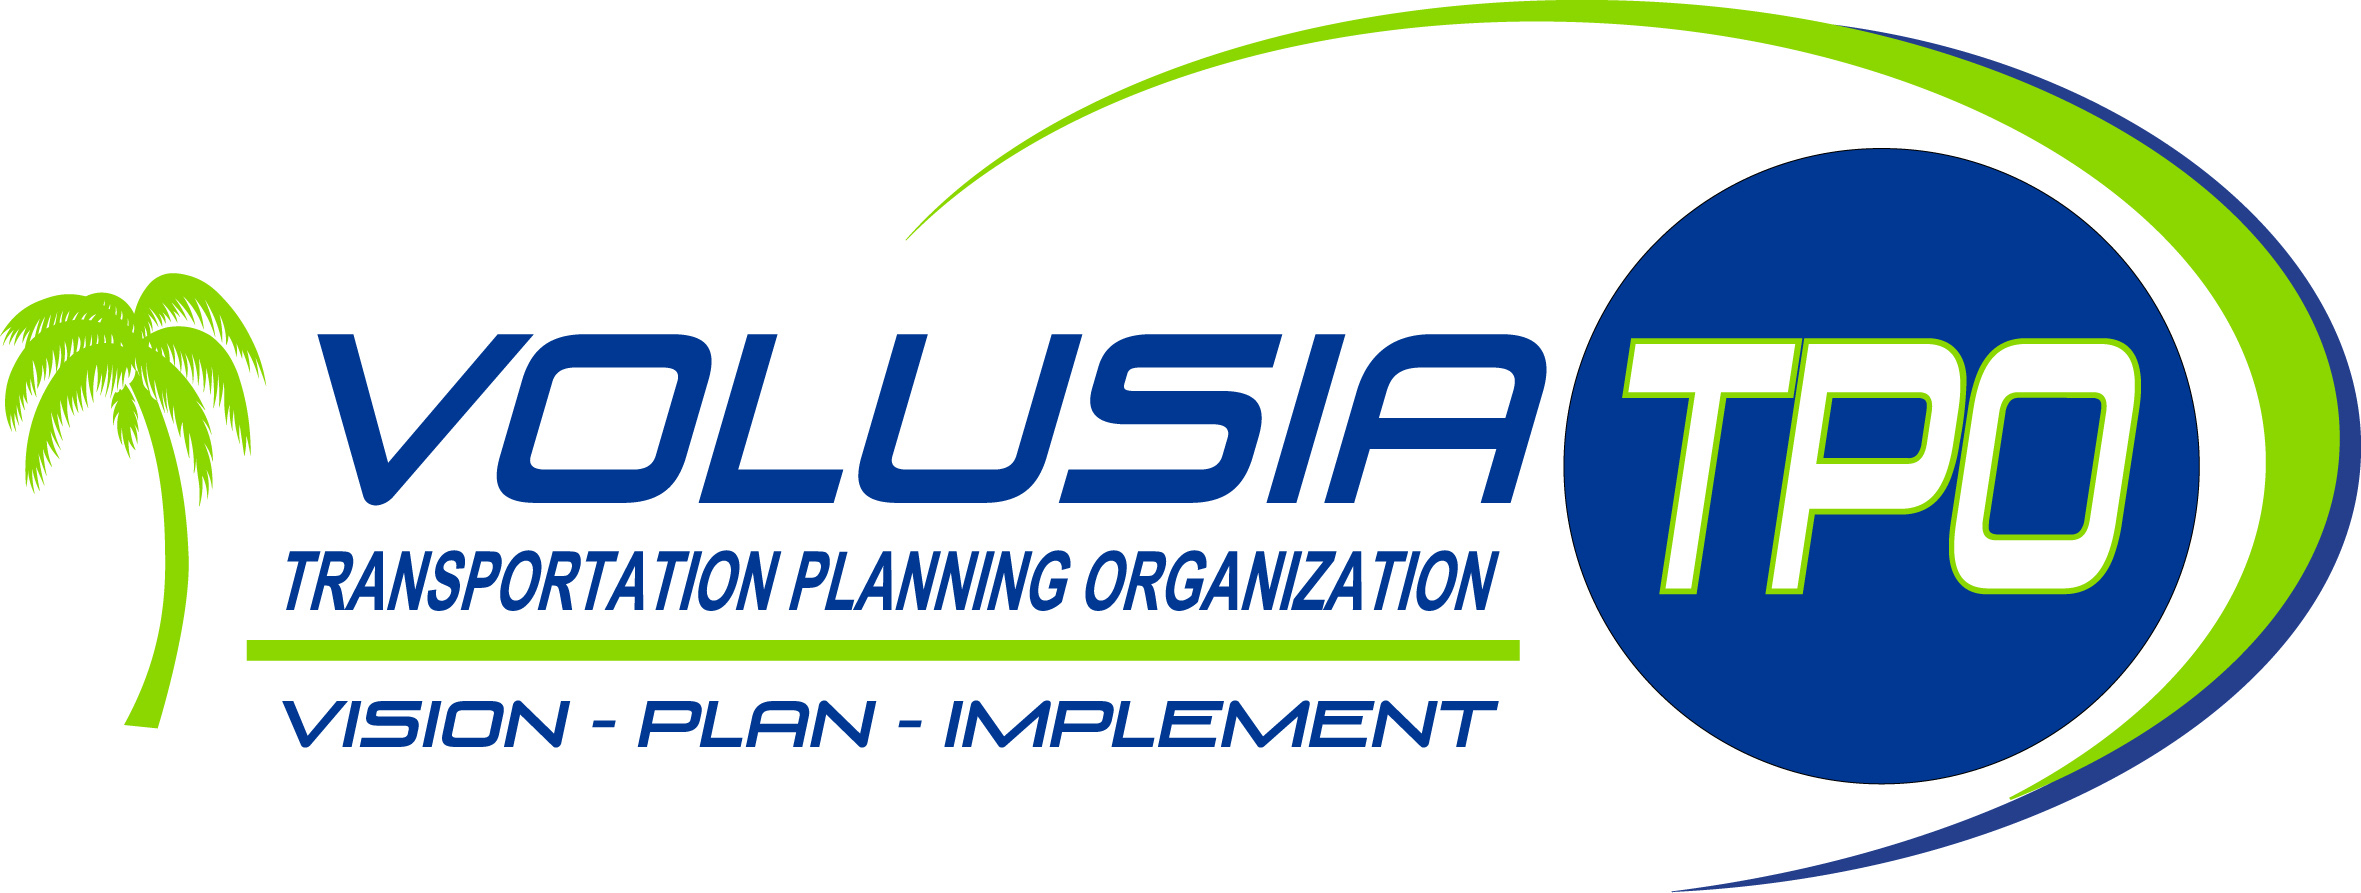 VOLUSIA
TRANSPORTATION PLANNING ORGANIZATION
VISION - PLAN - IMPLEMENT
TPO